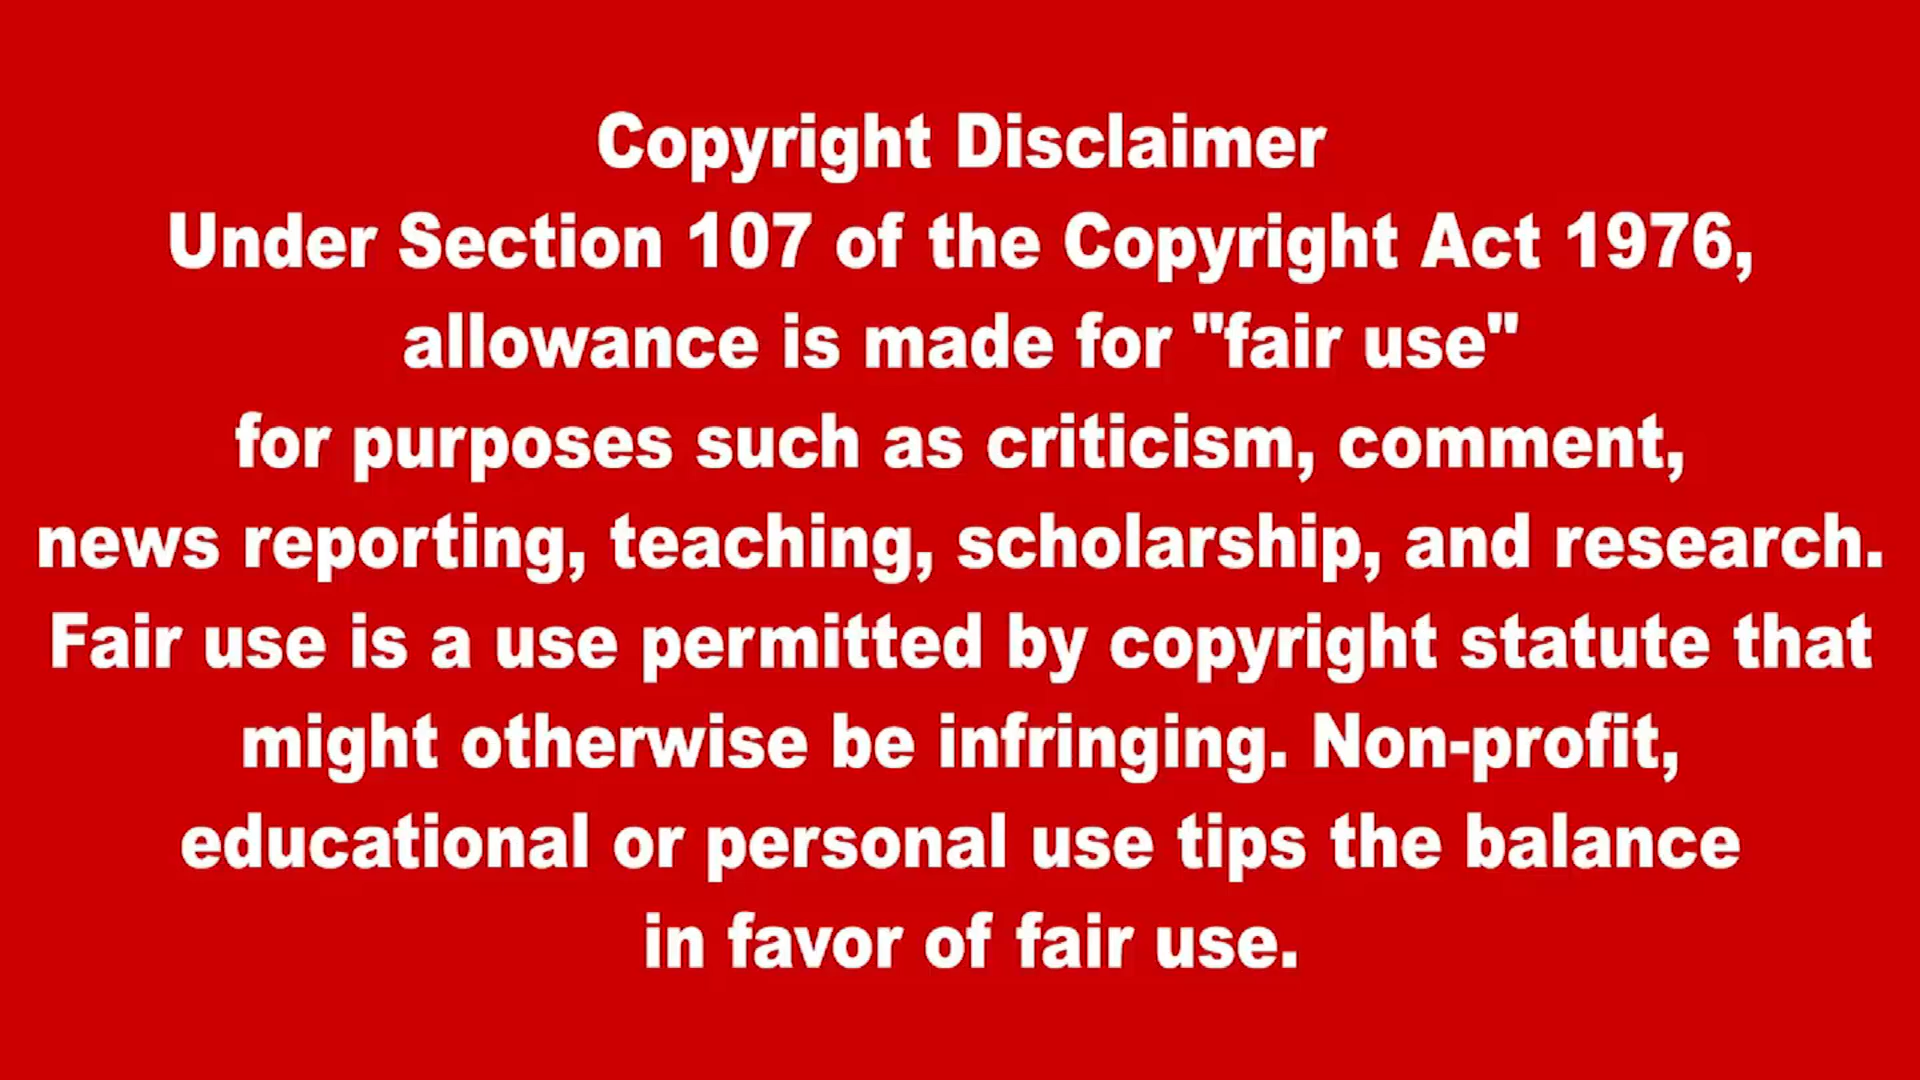 Copyright Disclaimer
Under Section 107 of the Copyright Act 1976,
allowance is made for "fair use"
for purposes such as criticism, comment,
news reporting, teaching, scholarship, and research.
Fair use is a use permitted by copyright statute that
might otherwise be infringing. Non-profit,
educational or personal use tips the balance
in favor of fair use.